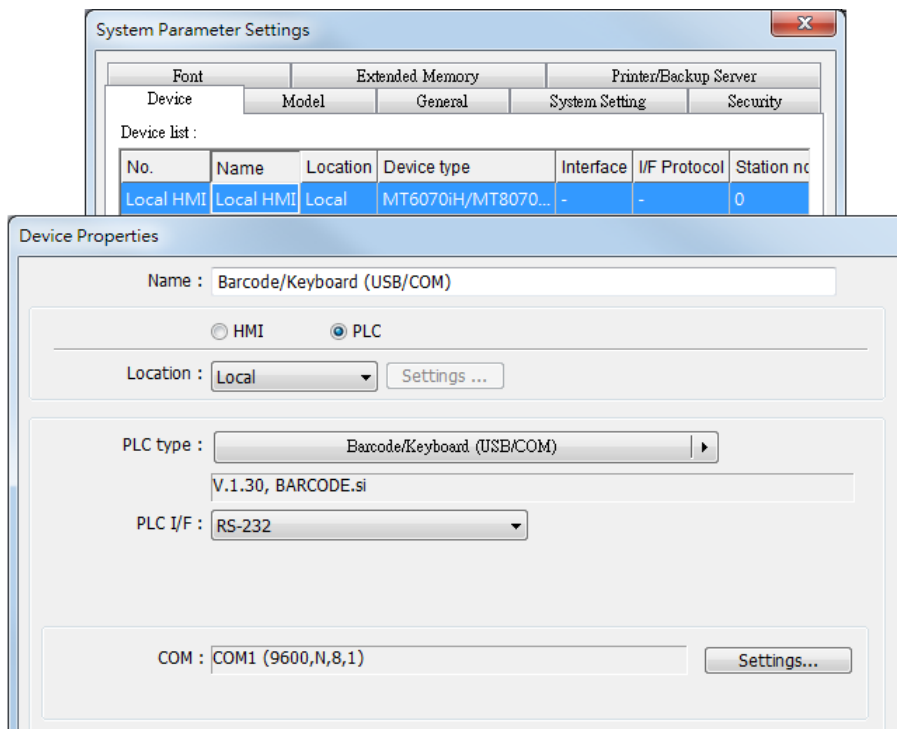 System Parameter Settings
Font Extended Memory Printer/Backup Server
Device Model General System Setting Security
Device list :
No. Name Location Device type Interface I/F Protocol Station no
Local HMI Local HMI Local MT6070iH/MT8070... - - 0
Device Properties
Name : Barcode/Keyboard (USB/COM)
HMI PLC
Location : Local Settings ...
PLC type : Barcode/Keyboard (USB/COM)
V.1.30, BARCODE.si
PLC I/F : RS-232
COM : COM1 (9600,N,8,1) Settings...